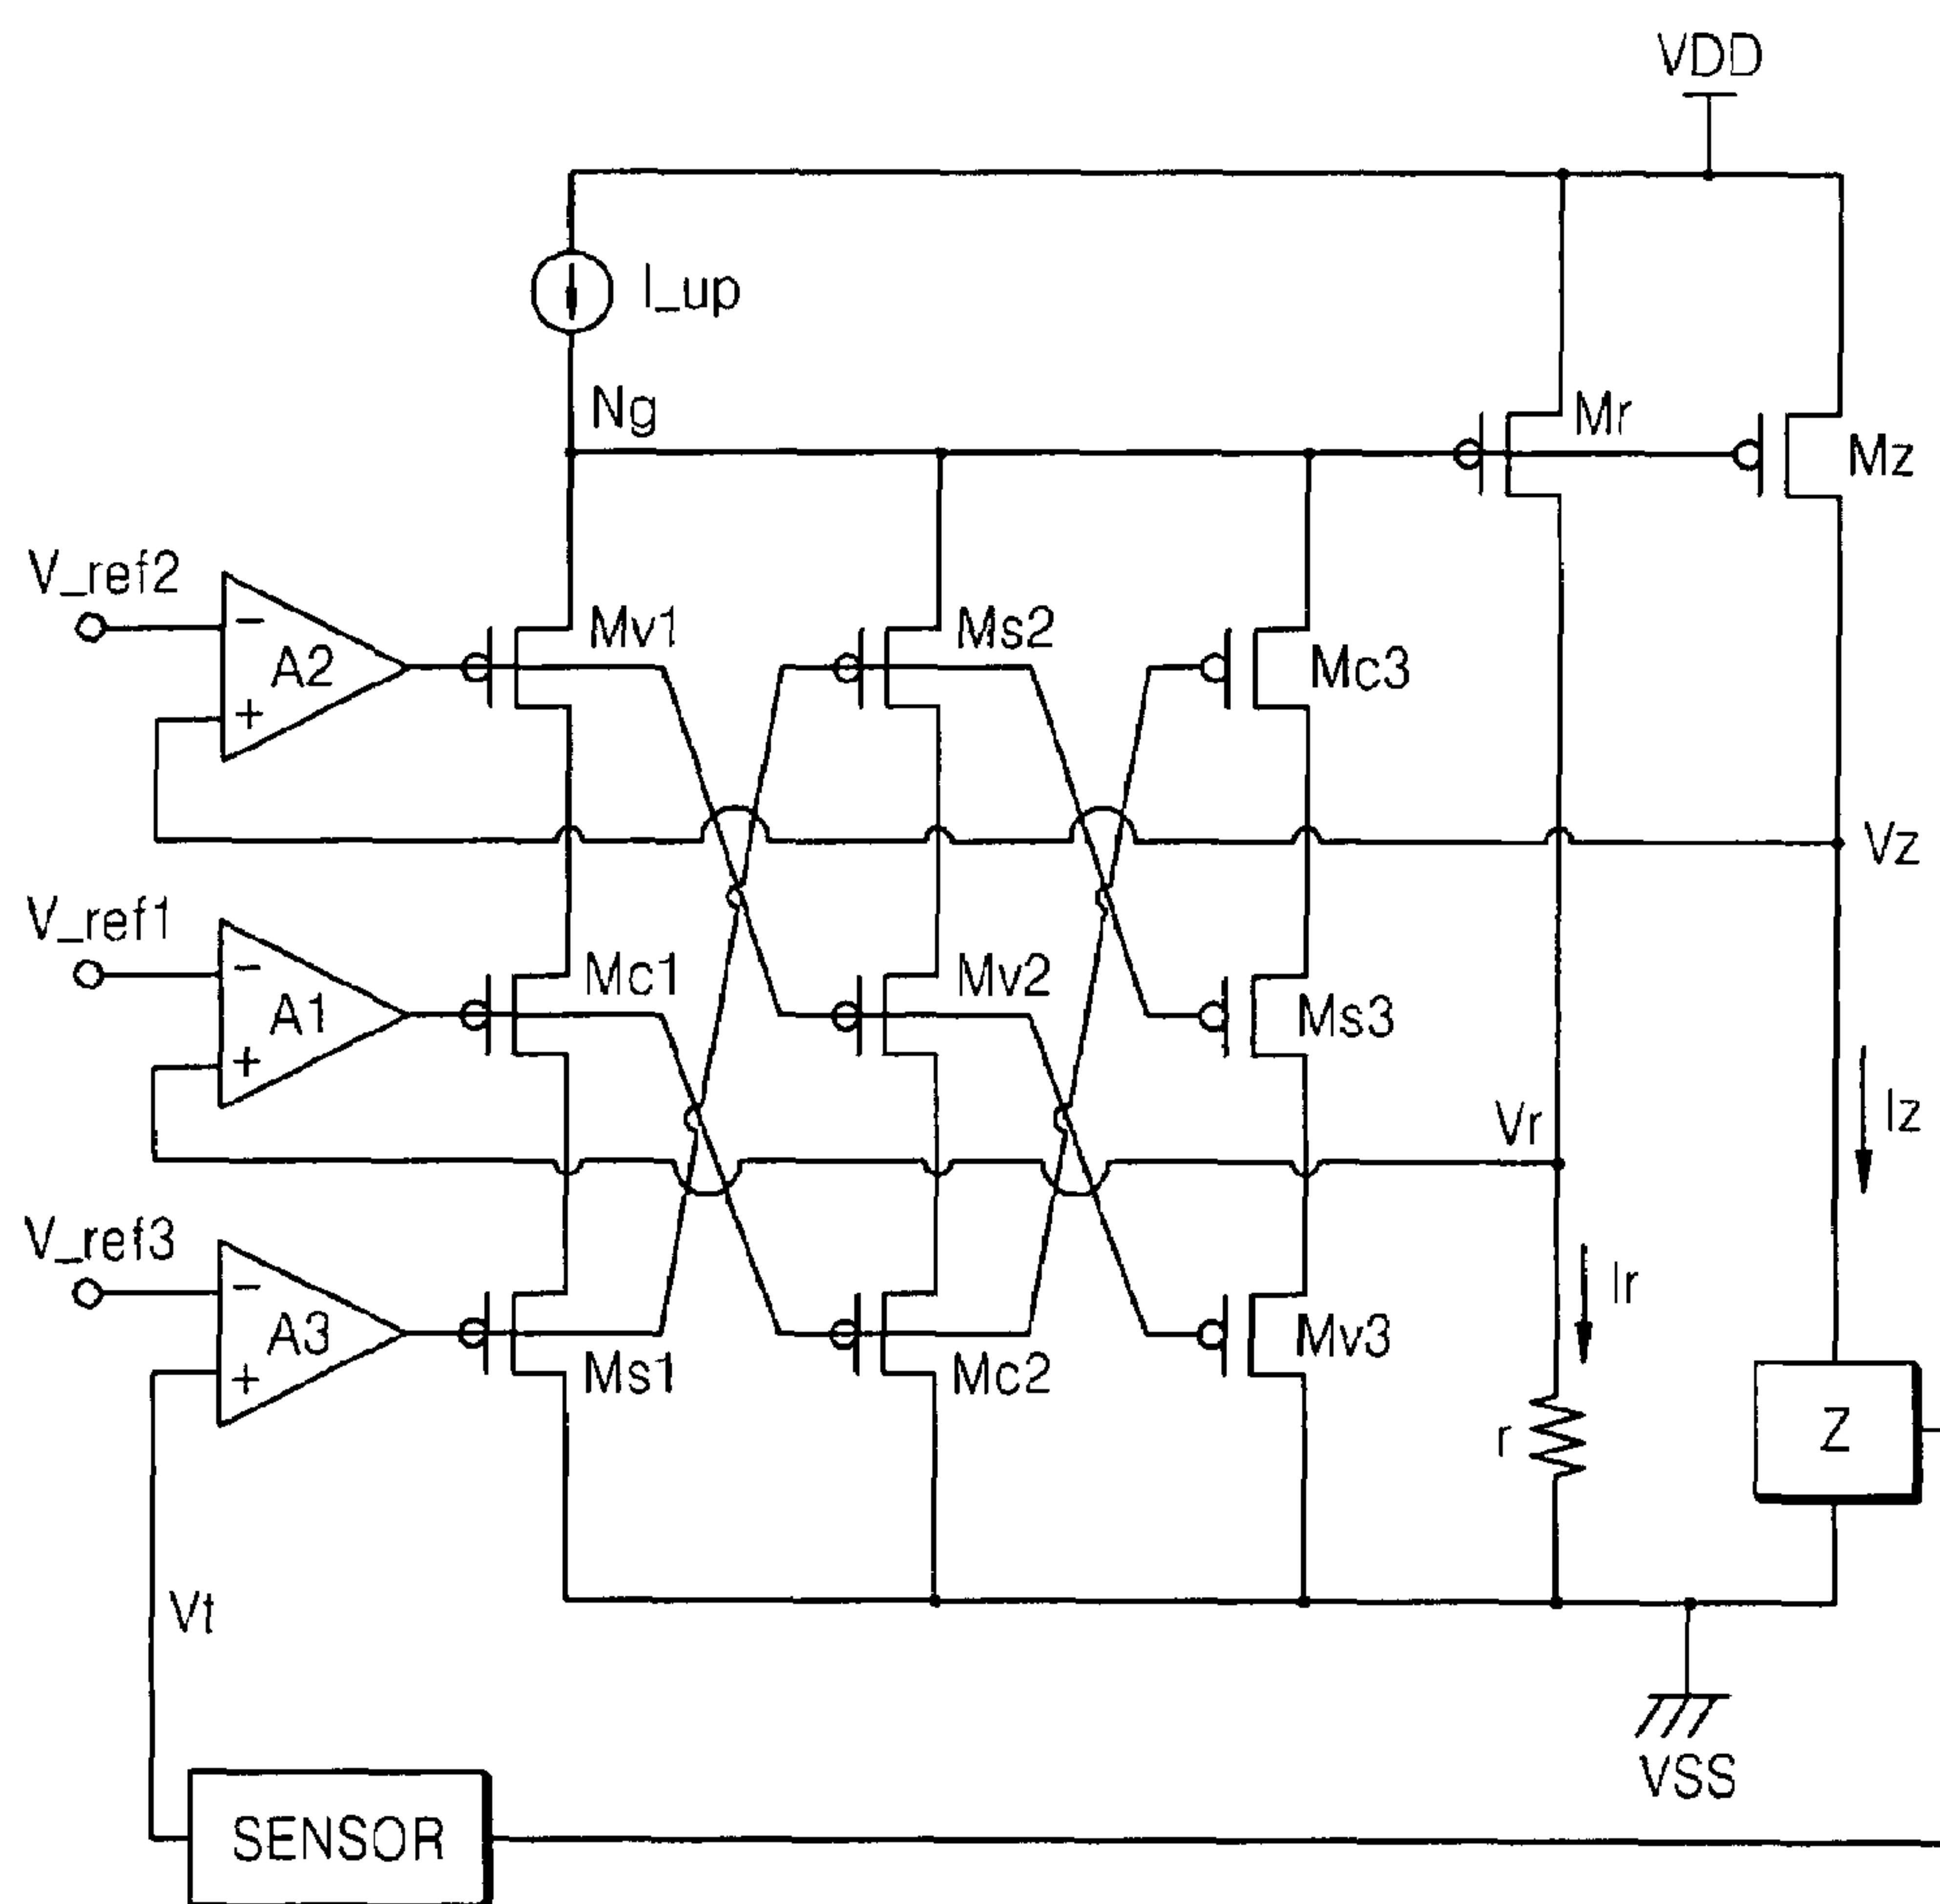 VDD
I_up
Ng
Mr
Mz
V_ref2
−
A2
+
Mv1
Ms2
Mc3
Vz
V_ref1
−
A1
+
Mc1
Mv2
Ms3
Vr
Iz
V_ref3
−
A3
+
Ms1
Mc2
Mv3
Ir
r
Z
Vt
VSS
SENSOR